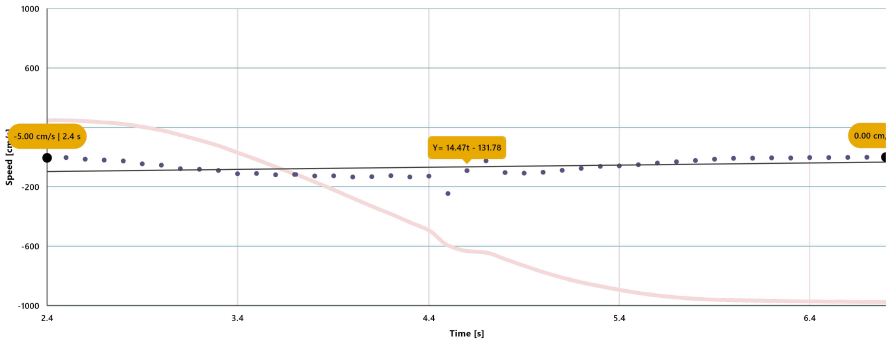 1000
600
-200
-600
-1000
Speed [cm/s]
-5.00 cm/s | 2.4 s
Y= 14.47t - 131.78
0.00 cm/
2.4
3.4
4.4
5.4
6.4
Time [s]